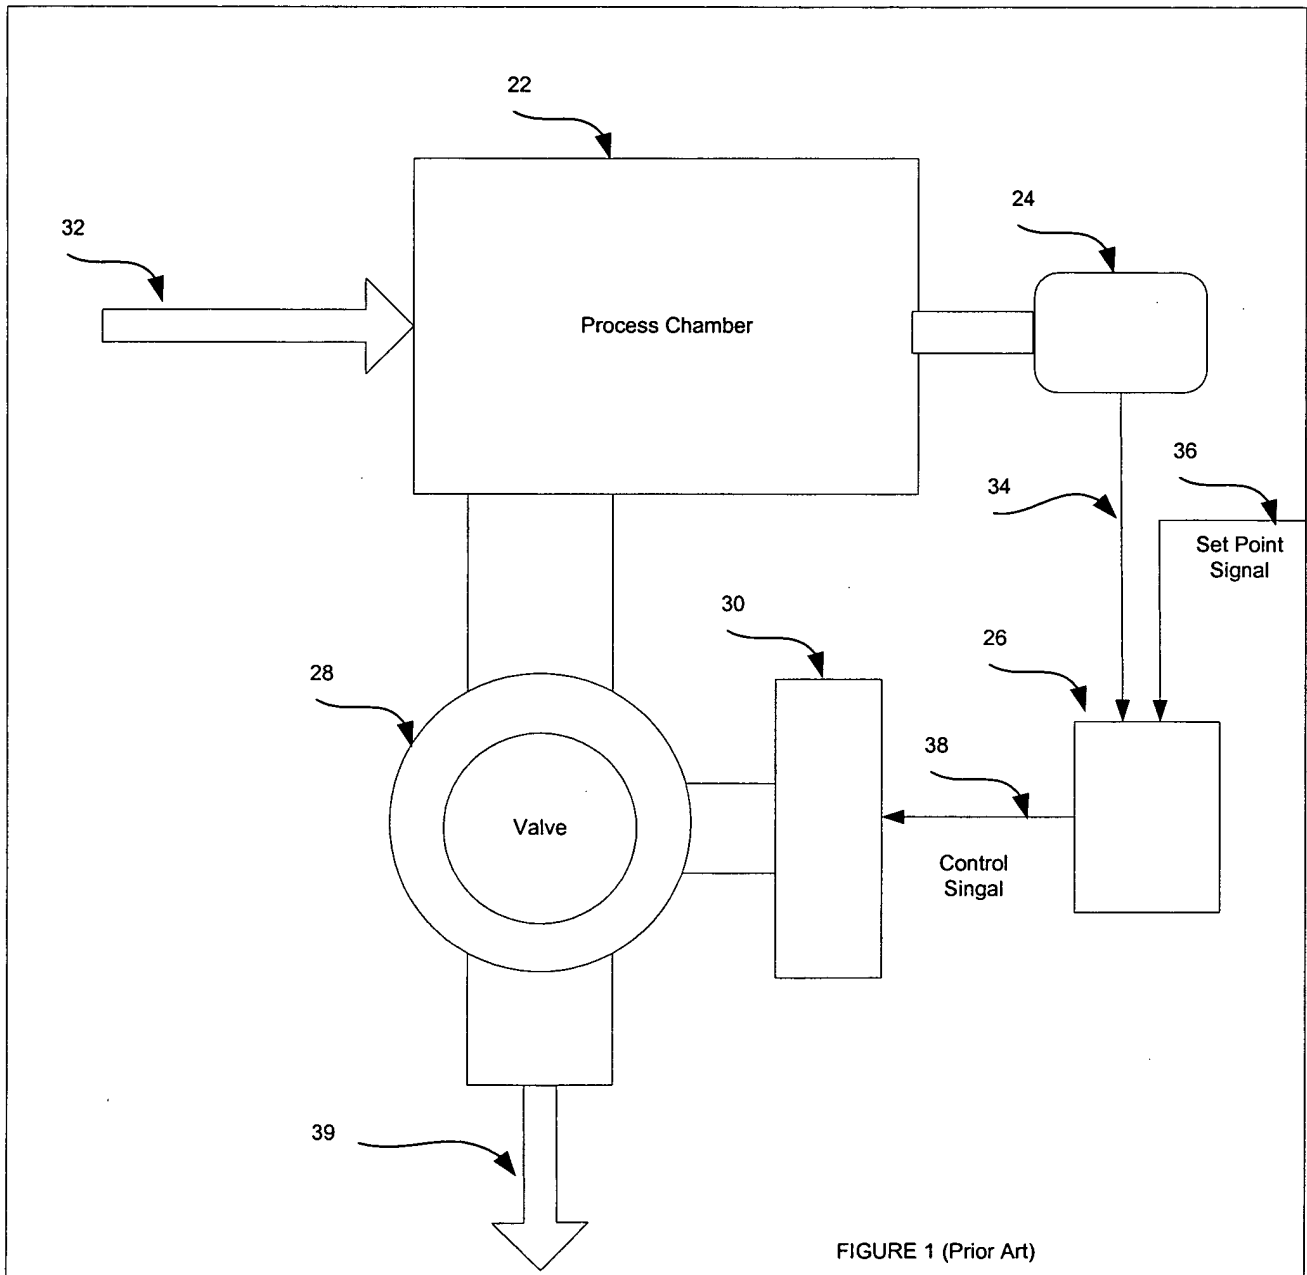 22
24
32
Process Chamber
36
34
Set Point
Signal
30
26
28
38
Valve
Control
Singal
39
FIGURE 1 (Prior Art)